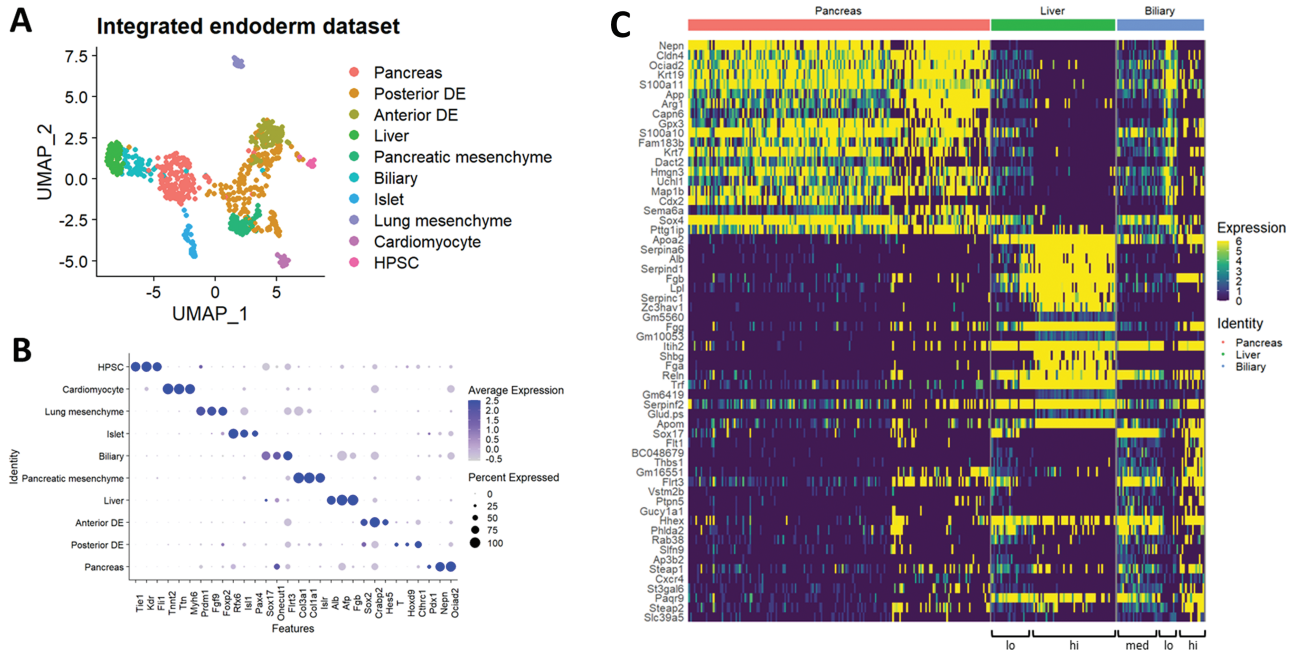 A
Integrated endoderm dataset
UMAP_2
7.5
5.0
2.5
0.0
-2.5
-5.0
-5
0
5
UMAP_1
Pancreas
Posterior DE
Anterior DE
Liver
Pancreatic mesenchyme
Biliary
Islet
Lung mesenchyme
Cardiomyocyte
HPSC
B
Identity
HPSC
Cardiomyocyte
Lung mesenchyme
Islet
Biliary
Pancreatic mesenchyme
Liver
Anterior DE
Posterior DE
Pancreas
Tie1
Kdr
Fli1
Tnnt2
Ttn
Myh6
Prdm1
Fgf9
Foxp2
Rfx6
Isl1
Pax4
Sox17
Onecut1
Flrt3
Col3a1
Col1a1
Islr
Alb
Afp
Fgb
Sox2
Crabp2
Hes5
T
Hoxd9
Cthrc1
Pdx1
Nepn
Ociad2
Features
Average Expression
2.5
2.0
1.5
1.0
0.5
0.0
-0.5
Percent Expressed
0
25
50
75
100
C
Pancreas
Liver
Biliary
Nepn
Cldn4
Ociad2
Krt19
S100a11
App
Arg1
Capn6
Gpx3
S100a10
Fam183b
Krt7
Dact2
Hmgn3
Uchl1
Map1b
Cdx2
Sema6a
Sox4
Pttg1ip
Apoa2
Serpina6
Alb
Serpind1
Fgb
Lpl
Serpinc1
Zc3hav1
Gm5560
Fgg
Gm10053
Itih2
Shbg
Fga
Reln
Trf
Gm6419
Serpinf2
Glud.ps
Apom
Sox17
Flt1
BC048679
Thbs1
Gm16551
Flrt3
Vstm2b
Ptpn5
Gucy1a1
Hhex
Phlda2
Rab38
Slfn9
Ap3b2
Steap1
Cxcr4
St3gal6
Paqr9
Steap2
Slc39a5
lo
hi
med
lo
hi
Expression
6
5
4
3
2
1
0
Identity
Pancreas
Liver
Biliary